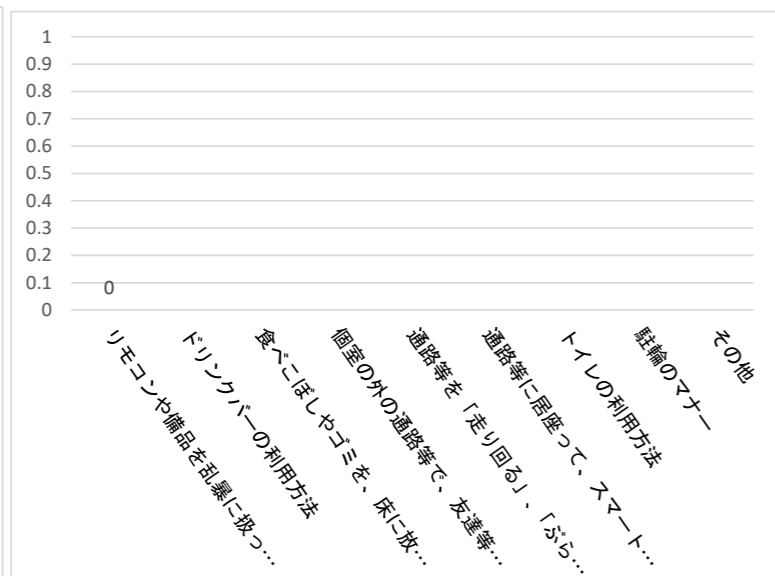 1
0.9
0.8
0.7
0.6
0.5
0.4
0.3
0.2
0.1
0
0
リモコンや備品を乱暴に扱っ…
ドリンクバーの利用方法
食べこぼしやゴミを、床に放…
個室の外の通路等で、友達等…
通路等を「走り回る」、「ぶら…
通路等に居座って、スマート…
トイレの利用方法
駐輪のマナー
その他